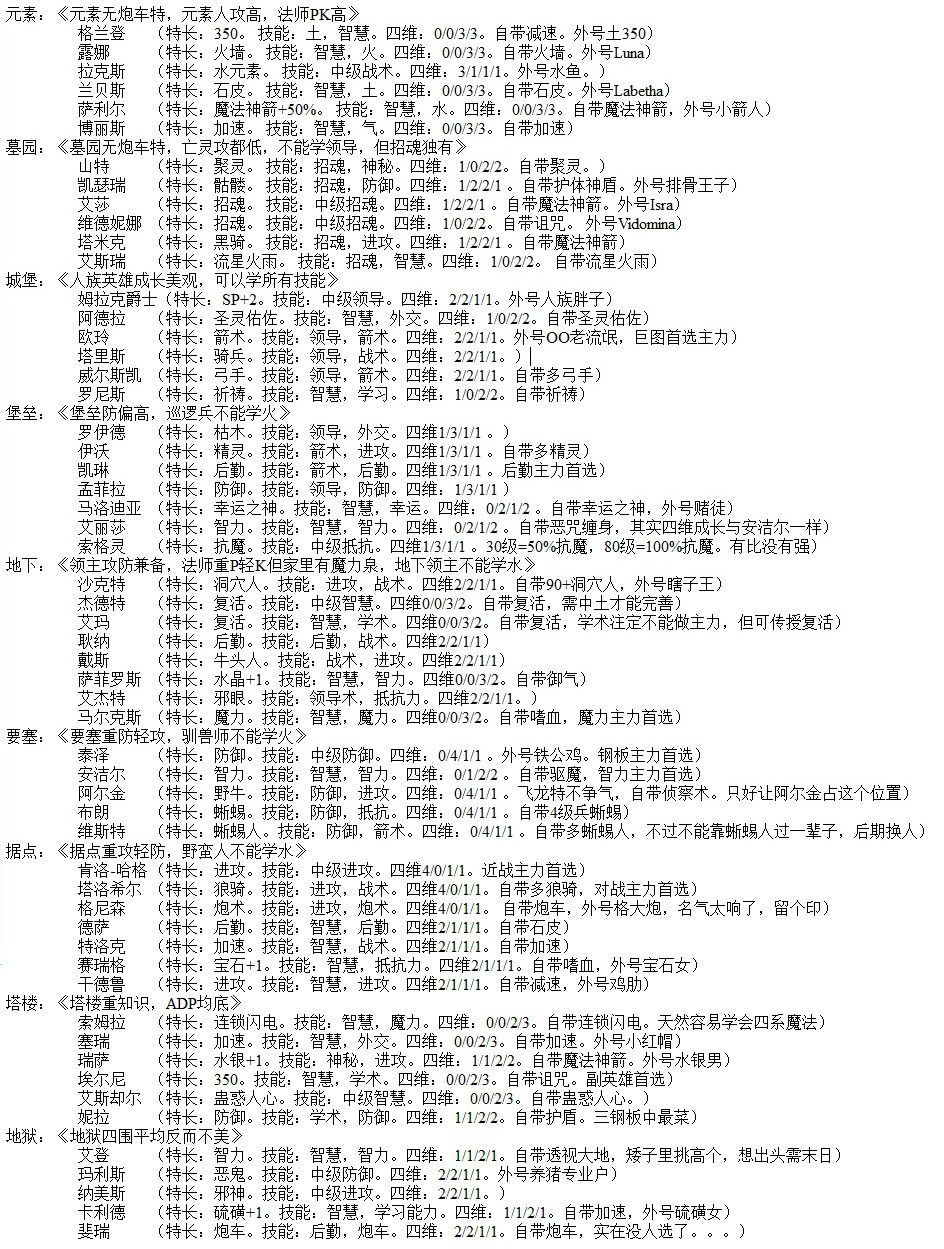 元素：《元素无炮车特，元素人攻高，法师PK高》
格兰登 （特长：350。 技能：土，智慧。四维：0/0/3/3。自带减速。外号土350）
露娜 （特长：火墙。 技能：智慧，火。四维：0/0/3/3。自带火墙。外号Luna）
拉克斯 （特长：水元素。 技能：中级战术。四维：3/1/1/1。外号水鱼。）
兰贝斯 （特长：石皮。 技能：智慧，土。四维：0/0/3/3。自带石皮。外号Labetha）
萨利尔 （特长：魔法神箭+50%。 技能：智慧，水。四维：0/0/3/3。自带魔法神箭，外号小箭人）
博丽斯 （特长：加速。 技能：智慧，气。四维：0/0/3/3。自带加速）
墓园：《墓园无炮车特，亡灵攻都低，不能学领导，但招魂独有》
山特 （特长：聚灵。 技能：招魂，神秘。四维：1/0/2/2。自带聚灵。）
凯瑟瑞 （特长：骷髅。 技能：招魂，防御。四维：1/2/2/1 。自带护体神盾。外号排骨王子）
艾莎 （特长：招魂。 技能：中级招魂。四维：1/2/2/1 。自带魔法神箭。外号Isra）
维德妮娜 （特长：招魂。 技能：中级招魂。四维：1/0/2/2。自带诅咒。 外号Vidomina）
塔米克 （特长：黑骑。 技能：招魂，进攻。四维：1/2/2/1 。自带魔法神箭）
艾斯瑞 （特长：流星火雨。 技能：招魂，智慧。四维：1/0/2/2。 自带流星火雨）
城堡：《人族英雄成长美观，可以学所有技能》
姆拉克爵士（特长：SP+2。技能：中级领导。四维：2/2/1/1。外号人族胖子）
阿德拉 （特长：圣灵佑佐。技能：智慧，外交。四维：1/0/2/2。自带圣灵佑佐）
欧玲 （特长：箭术。技能：领导，箭术。四维：2/2/1/1。外号OO老流氓，巨图首选主力）
塔里斯 （特长：骑兵。技能：领导，战术。四维：2/2/1/1。）
威尔斯凯 （特长：弓手。技能：领导，箭术。四维：2/2/1/1。自带多弓手）
罗尼斯 （特长：祈祷。技能：智慧，学习。四维：1/0/2/2。自带祈祷）
堡垒：《堡垒防偏高，巡逻兵不能学火》
罗伊德 （特长：枯木。技能：领导，外交。四维1/3/1/1 。）
伊沃 （特长：精灵。技能：箭术，进攻。四维1/3/1/1 。自带多精灵）
凯琳 （特长：后勤。技能：箭术，后勤。四维1/3/1/1 。后勤主力首选）
孟菲拉 （特长：防御。技能：领导，防御。四维：1/3/1/1 ）
马洛迪亚 （特长：幸运之神。技能：智慧，幸运。四维：0/2/1/2 。自带幸运之神，外号赌徒）
艾丽莎 （特长：智力。技能：智慧，智力。四维：0/2/1/2 。自带恶咒缠身，其实四维成长与安洁尔一样）
索格灵 （特长：抗魔。技能：中级抵抗。四维1/3/1/1 。30级=50%抗魔，80级=100%抗魔。有比没有强）
地下：《领主攻防兼备，法师重P轻K但家里有魔力泉，地下领主不能学水》
沙克特 （特长：洞穴人。技能：进攻，战术。四维2/2/1/1。自带90+洞穴人，外号瞎子王）
杰德特 （特长：复活。技能：中级智慧。四维0/0/3/2。自带复活，需中土才能完善）
艾玛 （特长：复活。技能：智慧，学术。四维0/0/3/2。自带复活，学术注定不能做主力，但可传授复活）
耿纳 （特长：后勤。技能：后勤，战术。四维2/2/1/1）
戴斯 （特长：牛头人。技能：战术，进攻。四维2/2/1/1）
萨菲罗斯 （特长：水晶+1。技能：智慧，智力。四维0/0/3/2。自带御气）
艾杰特 （特长：邪眼。技能：领导术，抵抗力。四维2/2/1/1。）
马尔克斯 （特长：魔力。技能：智慧，魔力。四维0/0/3/2。自带嗜血，魔力主力首选）
要塞：《要塞重防轻攻，驯兽师不能学火》
泰泽 （特长：防御。技能：中级防御。四维：0/4/1/1 。外号铁公鸡。钢板主力首选）
安洁尔 （特长：智力。技能：智慧，智力。四维：0/1/2/2 。自带驱魔，智力主力首选）
阿尔金 （特长：野牛。技能：防御，进攻。四维：0/4/1/1 。飞龙特不争气，自带侦察术。只好让阿尔金占这个位置）
布朗 （特长：蜥蜴。技能：防御，抵抗。四维：0/4/1/1 。自带4级兵蜥蜴）
维斯特 （特长：蜥蜴人。技能：防御，箭术。四维：0/4/1/1 。自带多蜥蜴人，不过不能靠蜥蜴人过一辈子，后期换人）
据点：《据点重攻轻防，野蛮人不能学水》
肯洛-哈格（特长：进攻。技能：中级进攻。四维4/0/1/1。近战主力首选）
塔洛希尔 （特长：狼骑。技能：进攻，战术。四维4/0/1/1。自带多狼骑，对战主力首选）
格尼森 （特长：炮术。技能：进攻，炮术。四维4/0/1/1。 自带炮车，外号格大炮，名气太响了，留个印）
德萨 （特长：后勤。技能：智慧，后勤。四维2/1/1/1。自带石皮）
特洛克 （特长：加速。技能：智慧，战术。四维2/1/1/1。自带加速）
赛瑞格 （特长：宝石+1。技能：智慧，抵抗力。四维2/1/1/1。自带嗜血，外号宝石女）
干德鲁 （特长：进攻。技能：智慧，进攻。四维：2/1/1/1。自带减速，外号鸡肋）
塔楼：《塔楼重知识，ADP均底》
索姆拉 （特长：连锁闪电。技能：智慧，魔力。四维：0/0/2/3。自带连锁闪电。天然容易学会四系魔法）
塞瑞 （特长：加速。技能：智慧，外交。四维：0/0/2/3。自带加速。外号小红帽）
瑞萨 （特长：水银+1。技能：神秘，进攻。四维：1/1/2/2。自带魔法神箭。外号水银男）
埃尔尼 （特长：350。技能：智慧，学术。四维：0/0/2/3。自带诅咒。副英雄首选）
艾斯却尔 （特长：蛊惑人心。技能：中级智慧。四维：0/0/2/3。自带蛊惑人心。）
妮拉 （特长：防御。技能：学术，防御。四维：1/1/2/2。自带护盾。三钢板中最菜）
地狱：《地狱四围平均反而不美》
艾登 （特长：智力。技能：智慧，智力。四维：1/1/2/1。自带透视大地，矮子里挑高个，想出头需末日）
玛利斯 （特长：恶鬼。技能：中级防御。四维：2/2/1/1。外号养猪专业户）
纳美斯 （特长：邪神。技能：中级进攻。四维：2/2/1/1。）
卡利德 （特长：硫磺+1。技能：智慧，学习能力。四维：1/1/2/1。自带加速，外号硫磺女）
斐瑞 （特长：炮车。技能：后勤，炮车。四维：2/2/1/1。自带炮车，实在没人选了。。。）